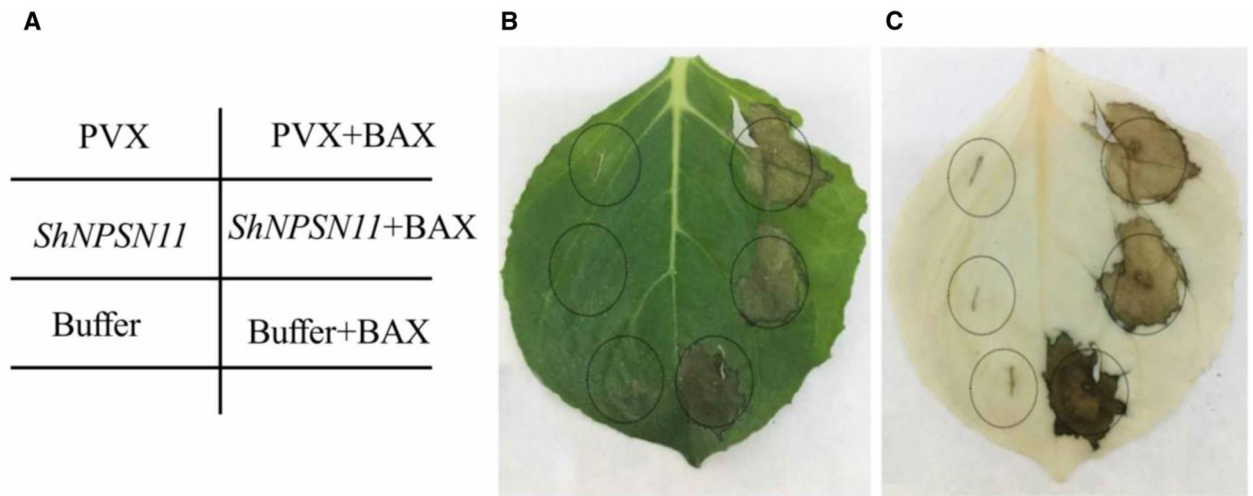 A
B
C
PVX
PVX+BAX
ShNPSN11
ShNPSN11+BAX
Buffer
Buffer+BAX